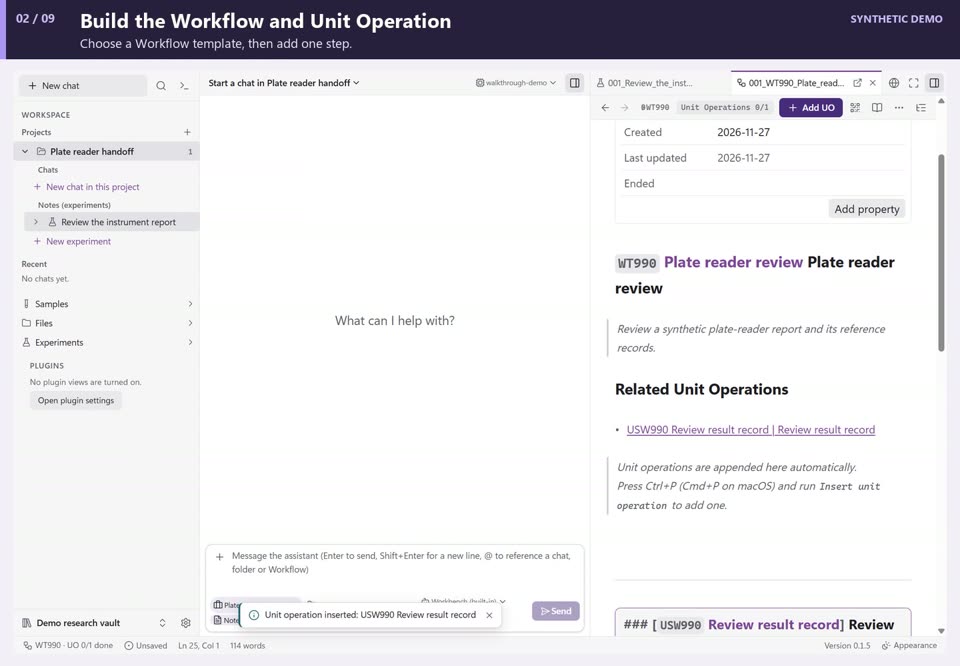 02 / 09
Build the Workflow and Unit Operation
SYNTHETIC DEMO
Choose a Workflow template, then add one step.
New chat
WORKSPACE
Projects
Plate reader handoff 1
Chats
New chat in this project
Notes (experiments)
Review the instrument report
New experiment
Recent
No chats yet.
Samples
Files
Experiments
PLUGINS
No plugin views are turned on.
Open plugin settings
Demo research vault
Start a chat in Plate reader handoff
walkthrough-demo
What can I help with?
Message the assistant (Enter to send, Shift+Enter for a new line, @ to reference a chat,
folder or Workflow)
Send
Unit operation inserted: USW990 Review result record
001_Review_the_inst...
001_WT990_Plate_read...
#WT990 Unit Operations 0/1 + Add UO
Created 2026-11-27
Last updated 2026-11-27
Ended
Add property
WT990 Plate reader review Plate reader
review
Review a synthetic plate-reader report and its reference
records.
Related Unit Operations
• USW990 Review result record | Review result record
Unit operations are appended here automatically.
Press Ctrl+P (Cmd+P on macOS) and run Insert unit
operation to add one.
### [ USW990 Review result record] Review
WT990 · UO 0/1 done Unsaved Ln 25, Col 1 114 words
Version 0.1.5 Appearance